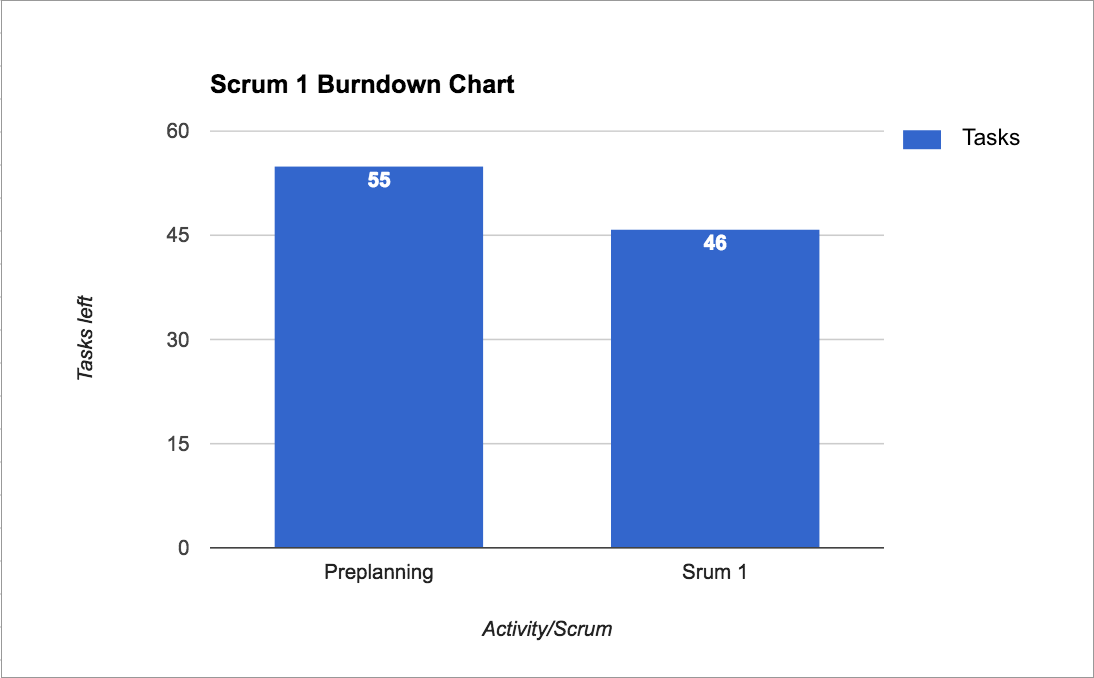 Scrum 1 Burndown Chart
60
Tasks
55
45
46
Tasks left
30
15
0
Preplanning
Srum 1
Activity/Scrum